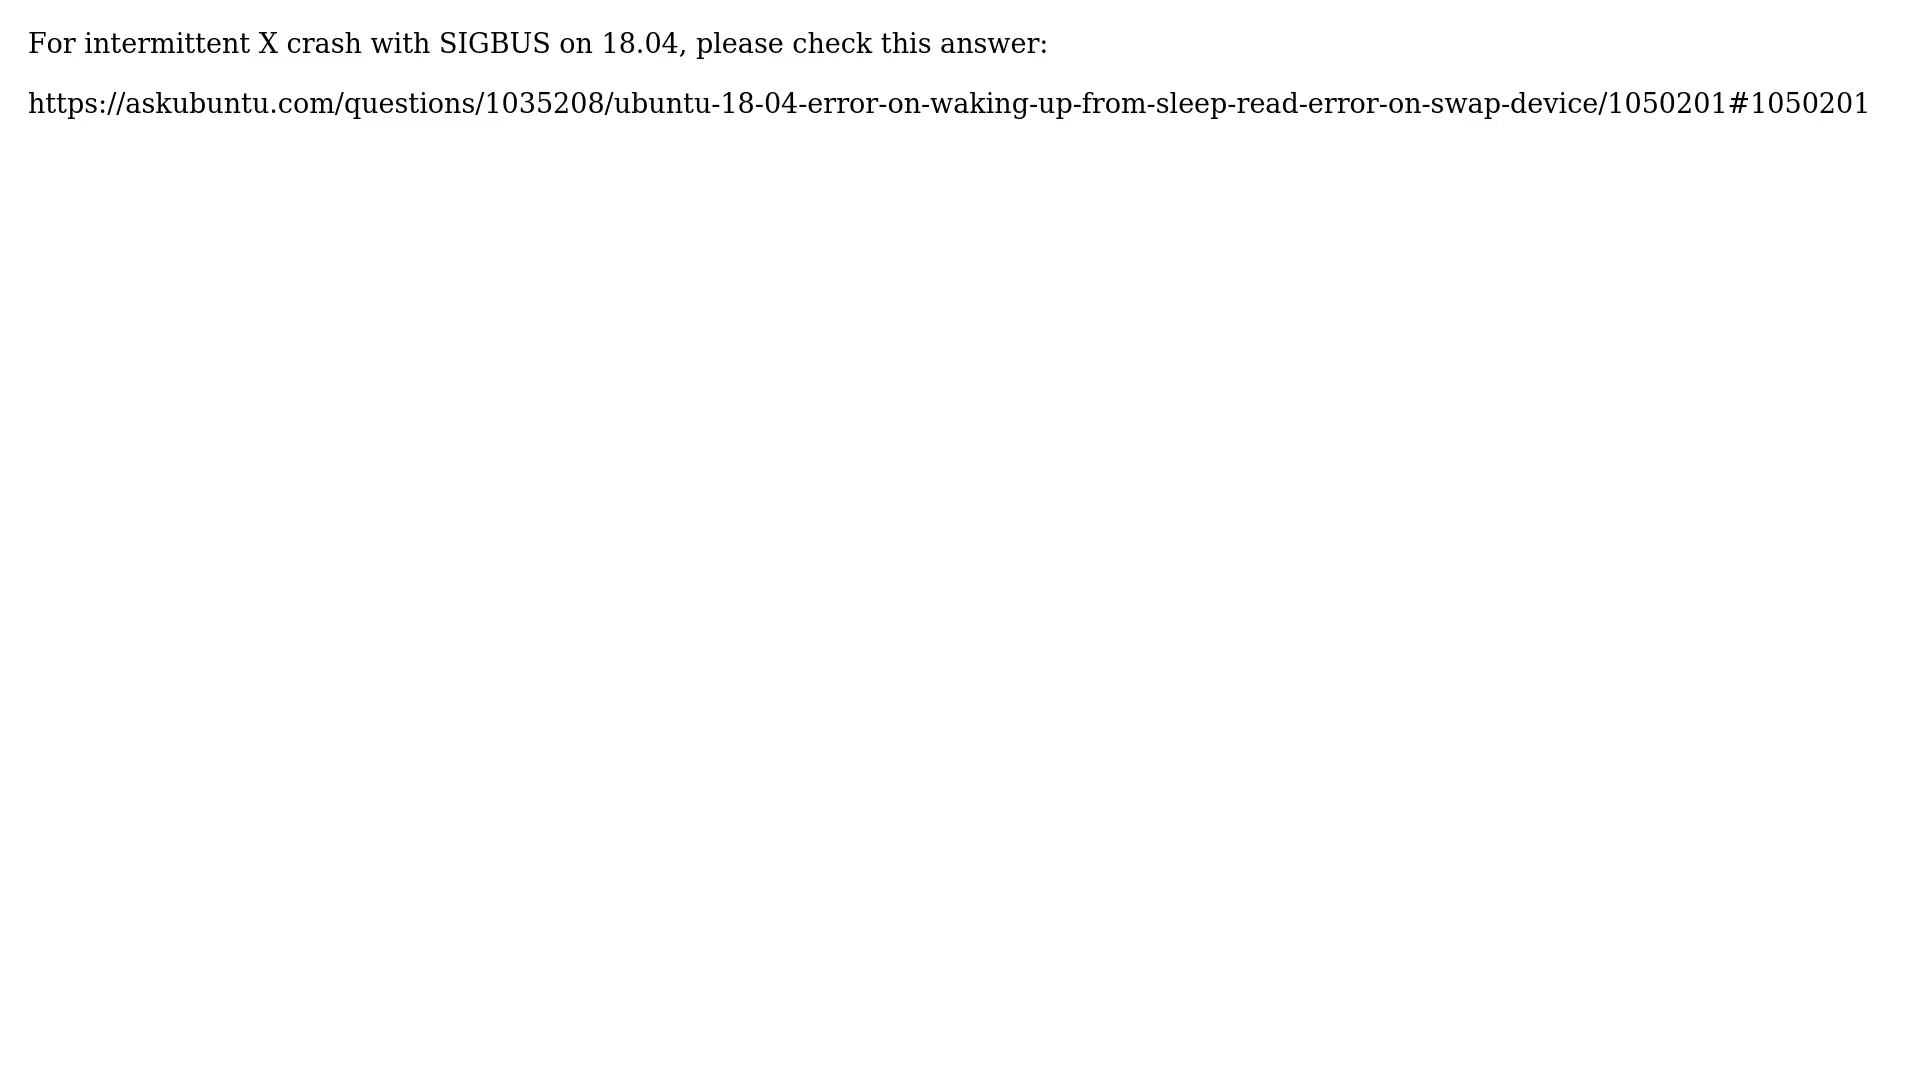 For intermittent X crash with SIGBUS on 18.04, please check this answer:
https://askubuntu.com/questions/1035208/ubuntu-18-04-error-on-waking-up-from-sleep-read-error-on-swap-device/1050201#1050201